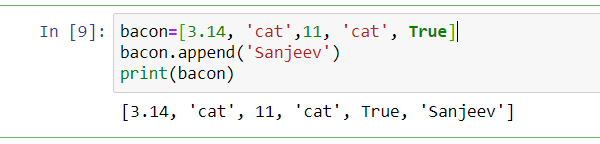 In [9]: bacon=[3.14, 'cat',11, 'cat', True]
bacon.append('Sanjeev')
print(bacon)
[3.14, 'cat', 11, 'cat', True, 'Sanjeev']